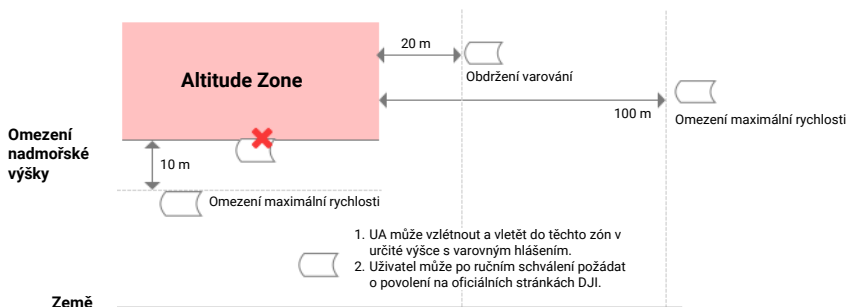 20 m
Altitude Zone
Obdržení varování
100 m
Omezení maximální rychlosti
Omezení
nadmořské
výšky
10 m
Omezení maximální rychlosti
1. UA může vzlétnout a vletět do těchto zón v
určité výšce s varovným hlášením.
2. Uživatel může po ručním schválení požádat
o povolení na oficiálních stránkách DJI.
Země